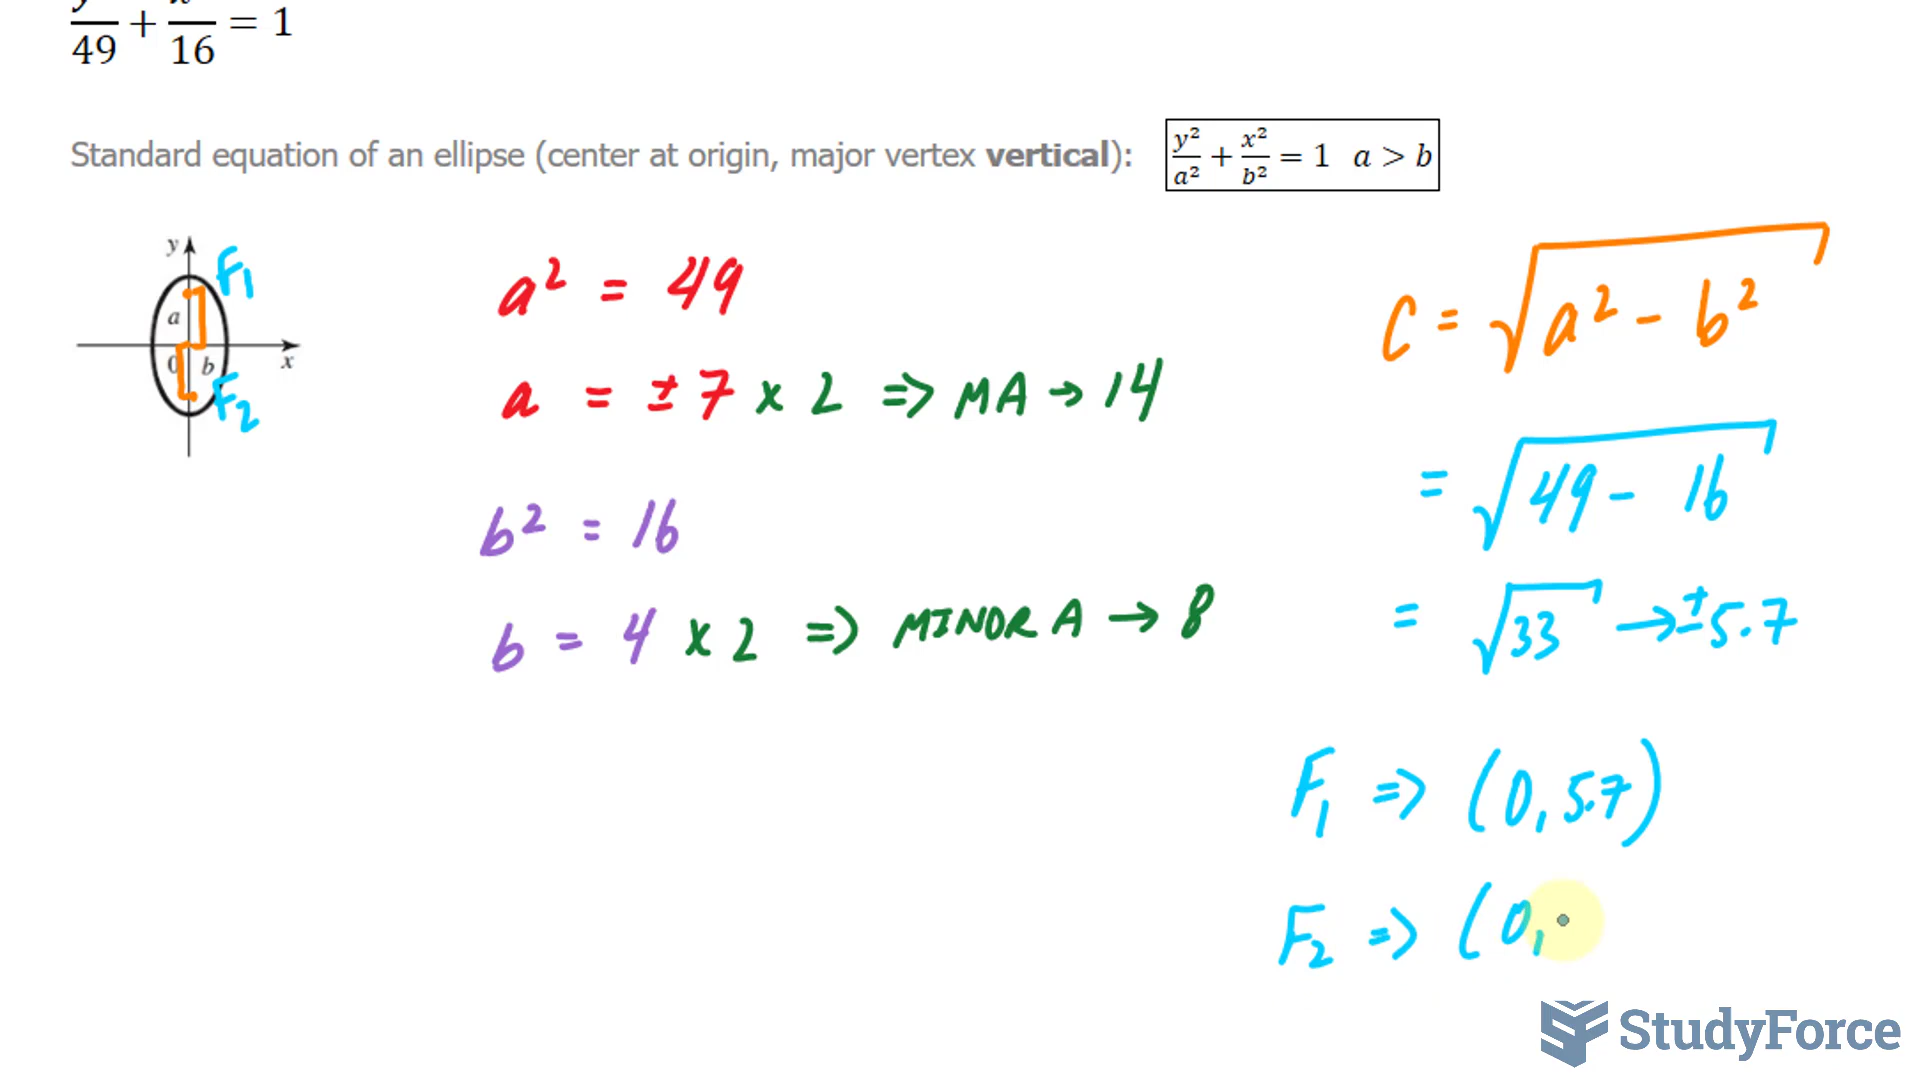 y/49 + x/16 = 1
Standard equation of an ellipse (center at origin, major vertex vertical): y²/a² + x²/b² = 1 a > b
y
F₁
a
0
b
x
F₂
a² = 49
a = ±7 × 2 ⇒ MA → 14
b² = 16
b = 4 × 2 ⇒ MINOR A → 8
C = √(a² - b²)
= √(49 - 16)
= √33 → ±5.7
F₁ ⇒ (0, 5.7)
F₂ ⇒ (0,
StudyForce